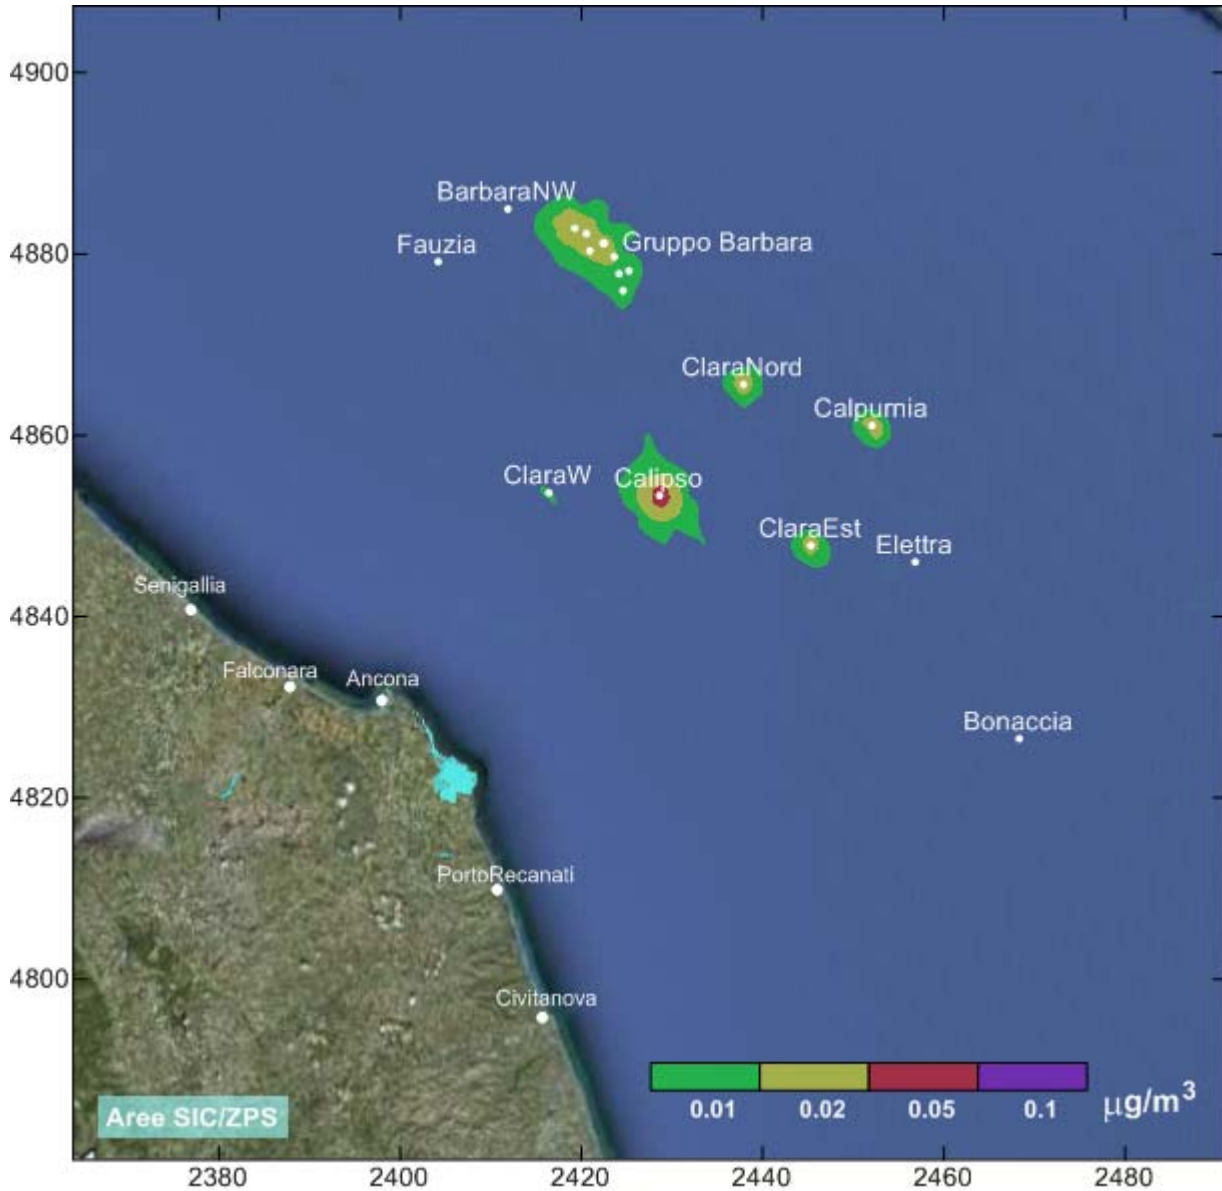 4900
BarbaraNW
Fauzia
Gruppo Barbara
4880
ClaraNord
Calpurnia
4860
ClaraW
Calipso
ClaraEst
Elettra
Senigallia
4840
Falconara
Ancona
Bonaccia
4820
PortoRecanati
4800
Civitanova
Aree SIC/ZPS
0.01 0.02 0.05 0.1 µg/m³
2380 2400 2420 2440 2460 2480